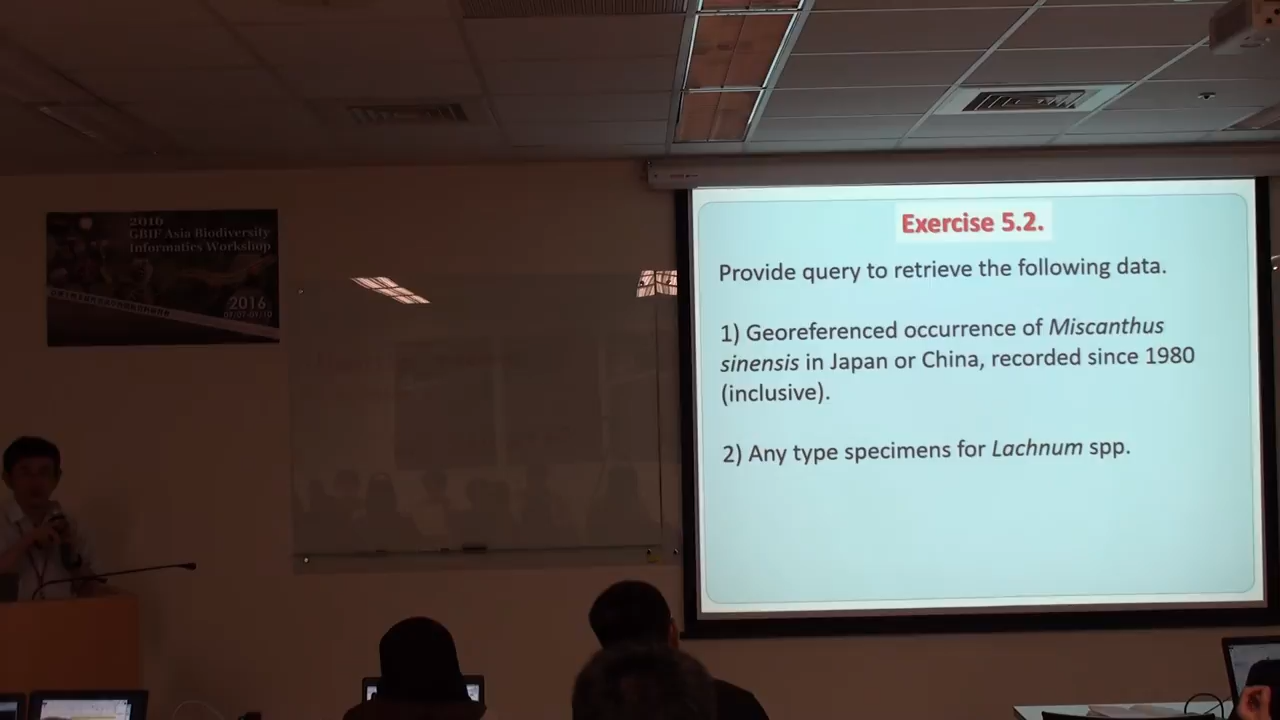 2016
GBIF Asia Biodiversity
Informatics Workshop
2016
Exercise 5.2.
Provide query to retrieve the following data.
1) Georeferenced occurrence of Miscanthus
sinensis in Japan or China, recorded since 1980
(inclusive).
2) Any type specimens for Lachnum spp.